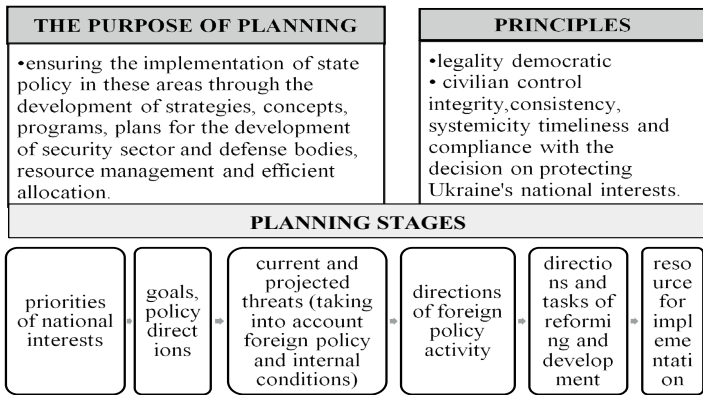 THE PURPOSE OF PLANNING
•ensuring the implementation of state
policy in these areas through the
development of strategies, concepts,
programs, plans for the development
of security sector and defense bodies,
resource management and efficient
allocation.
PRINCIPLES
•legality democratic
• civilian control
integrity,consistency,
systemicity timeliness and
compliance with the
decision on protecting
Ukraine's national interests.
PLANNING STAGES
priorities
of national
interests
goals,
policy
direct
ions
current and
projected
threats (taking
into account
foreign policy
and internal
conditions)
directions
of foreign
policy
activity
directio
ns and
tasks of
reformi
ng and
develop
ment
reso
urce
for
impl
eme
ntati
on